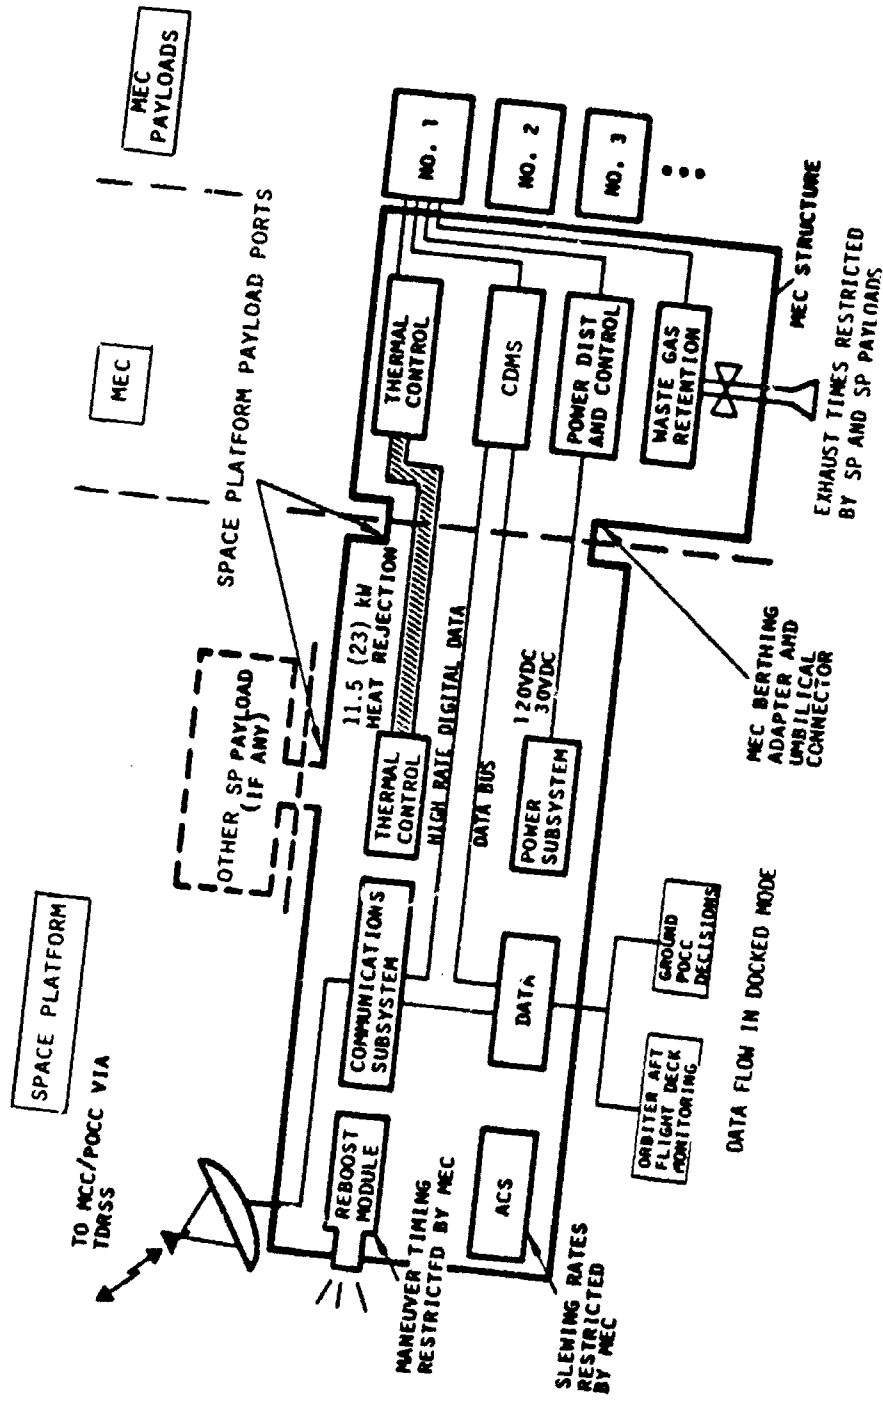 SPACE PLATFORM
MEC
MEC
PAYLOADS
TO MCC/POCC VIA
TDRSS
OTHER SP PAYLOAD
(IF ANY)
SPACE PLATFORM PAYLOAD PORTS
REBOOST
MODULE
COMMUNICATIONS
SUBSYSTEM
THERMAL
CONTROL
11.5 (23) kW
HEAT REJECTION
THERMAL
CONTROL
NO. 1
MANEUVER TIMING
RESTRICTED BY MEC
HIGH RATE DIGITAL DATA
DATA BUS
CDMS
NO. 2
ACS
DATA
POWER
SUBSYSTEM
120VDC
30VDC
POWER DIST
AND CONTROL
NO. 3
WASTE GAS
RETENTION
SLEWING RATES
RESTRICTED
BY MEC
ORBITER AFT
FLIGHT DECK
MONITORING
GROUND
POCC
DECISIONS
DATA FLOW IN DOCKED MODE
MEC BERTHING
ADAPTER AND
UMBILICAL
CONNECTOR
MEC STRUCTURE
EXHAUST TIMES RESTRICTED
BY SP AND SP PAYLOADS